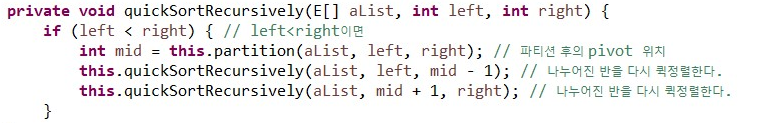 private void quickSortRecursively(E[] aList, int left, int right) {
    if (left < right) { // left<right이면
        int mid = this.partition(aList, left, right); // 파티션 후의 pivot 위치
        this.quickSortRecursively(aList, left, mid - 1); // 나누어진 반을 다시 퀵정렬한다.
        this.quickSortRecursively(aList, mid + 1, right); // 나누어진 반을 다시 퀵정렬한다.
    }